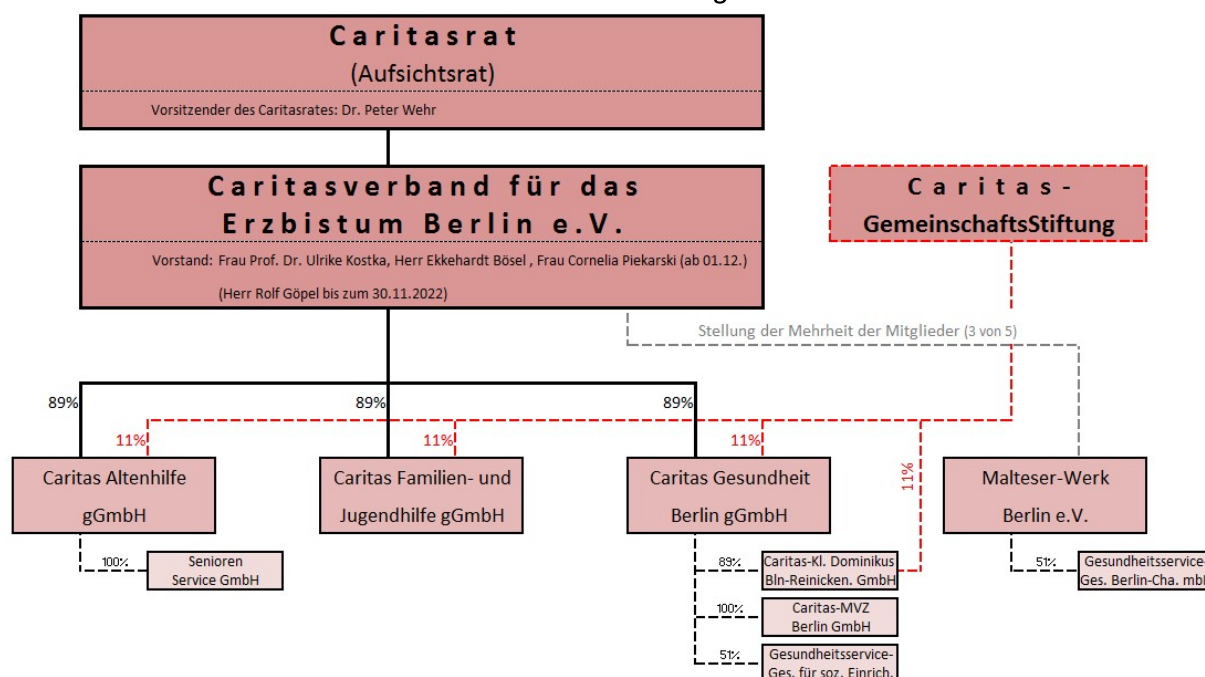 Caritasrat
(Aufsichtsrat)
Vorsitzender des Caritasrates: Dr. Peter Wehr
Caritasverband für das
Erzbistum Berlin e.V.
Vorstand: Frau Prof. Dr. Ulrike Kostka, Herr Ekkehardt Bösel , Frau Cornelia Piekarski (ab 01.12.)
(Herr Rolf Göpel bis zum 30.11.2022)
Caritas-
GemeinschaftsStiftung
Stellung der Mehrheit der Mitglieder (3 von 5)
89%
89%
89%
11%
11%
11%
11%
Caritas Altenhilfe
gGmbH
Caritas Familien- und
Jugendhilfe gGmbH
Caritas Gesundheit
Berlin gGmbH
Malteser-Werk
Berlin e.V.
100%
Senioren
Service GmbH
89%
Caritas-Kl. Dominikus
Bln-Reinicken. GmbH
51%
Gesundheitsservice-
Ges. Berlin-Cha.
100%
Caritas-MVZ
Berlin GmbH
51%
Gesundheitsservice-
Ges. für soz. Einrich.